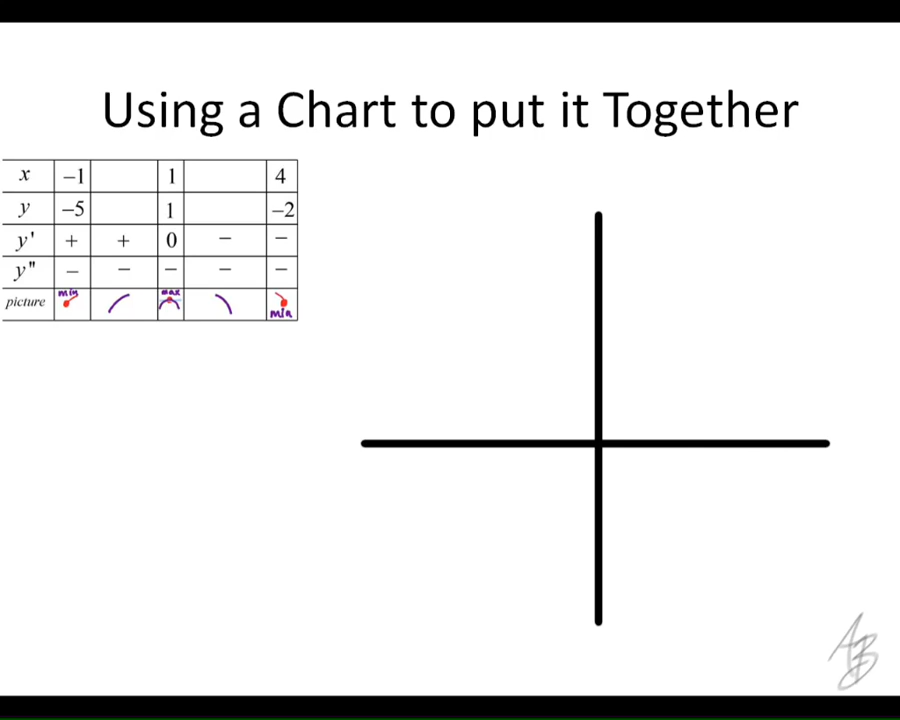 Using a Chart to put it Together
x −1 1 4
y −5 1 −2
y' + + 0 − −
y" − − − − −
picture min max min